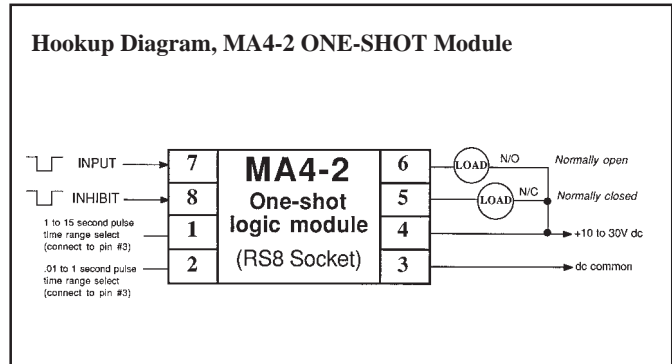 Hookup Diagram, MA4-2 ONE-SHOT Module
INPUT
INHIBIT
1 to 15 second pulse
time range select
(connect to pin #3)
.01 to 1 second pulse
time range select
(connect to pin #3)
7
8
1
2
MA4-2
One-shot
logic module
(RS8 Socket)
6
5
4
3
LOAD N/O Normally open
LOAD N/C Normally closed
+10 to 30V dc
dc common